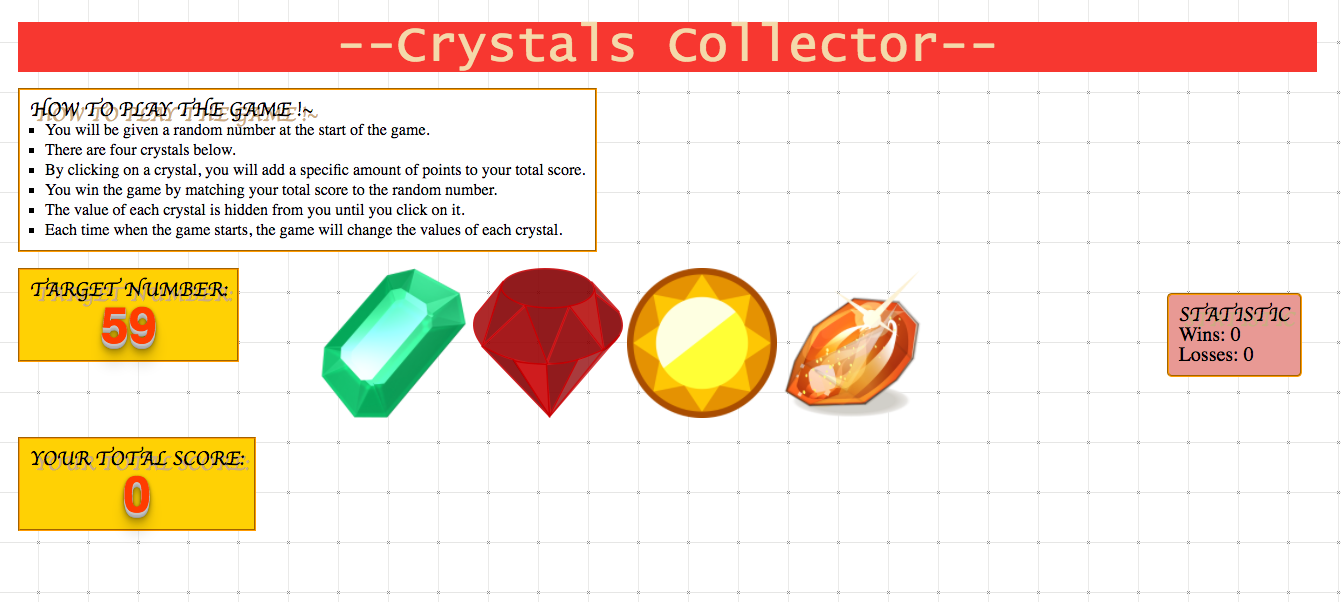 --Crystals Collector--
HOW TO PLAY THE GAME !~
You will be given a random number at the start of the game.
There are four crystals below.
By clicking on a crystal, you will add a specific amount of points to your total score.
You win the game by matching your total score to the random number.
The value of each crystal is hidden from you until you click on it.
Each time when the game starts, the game will change the values of each crystal.
TARGET NUMBER:
59
STATISTIC
Wins: 0
Losses: 0
YOUR TOTAL SCORE:
0